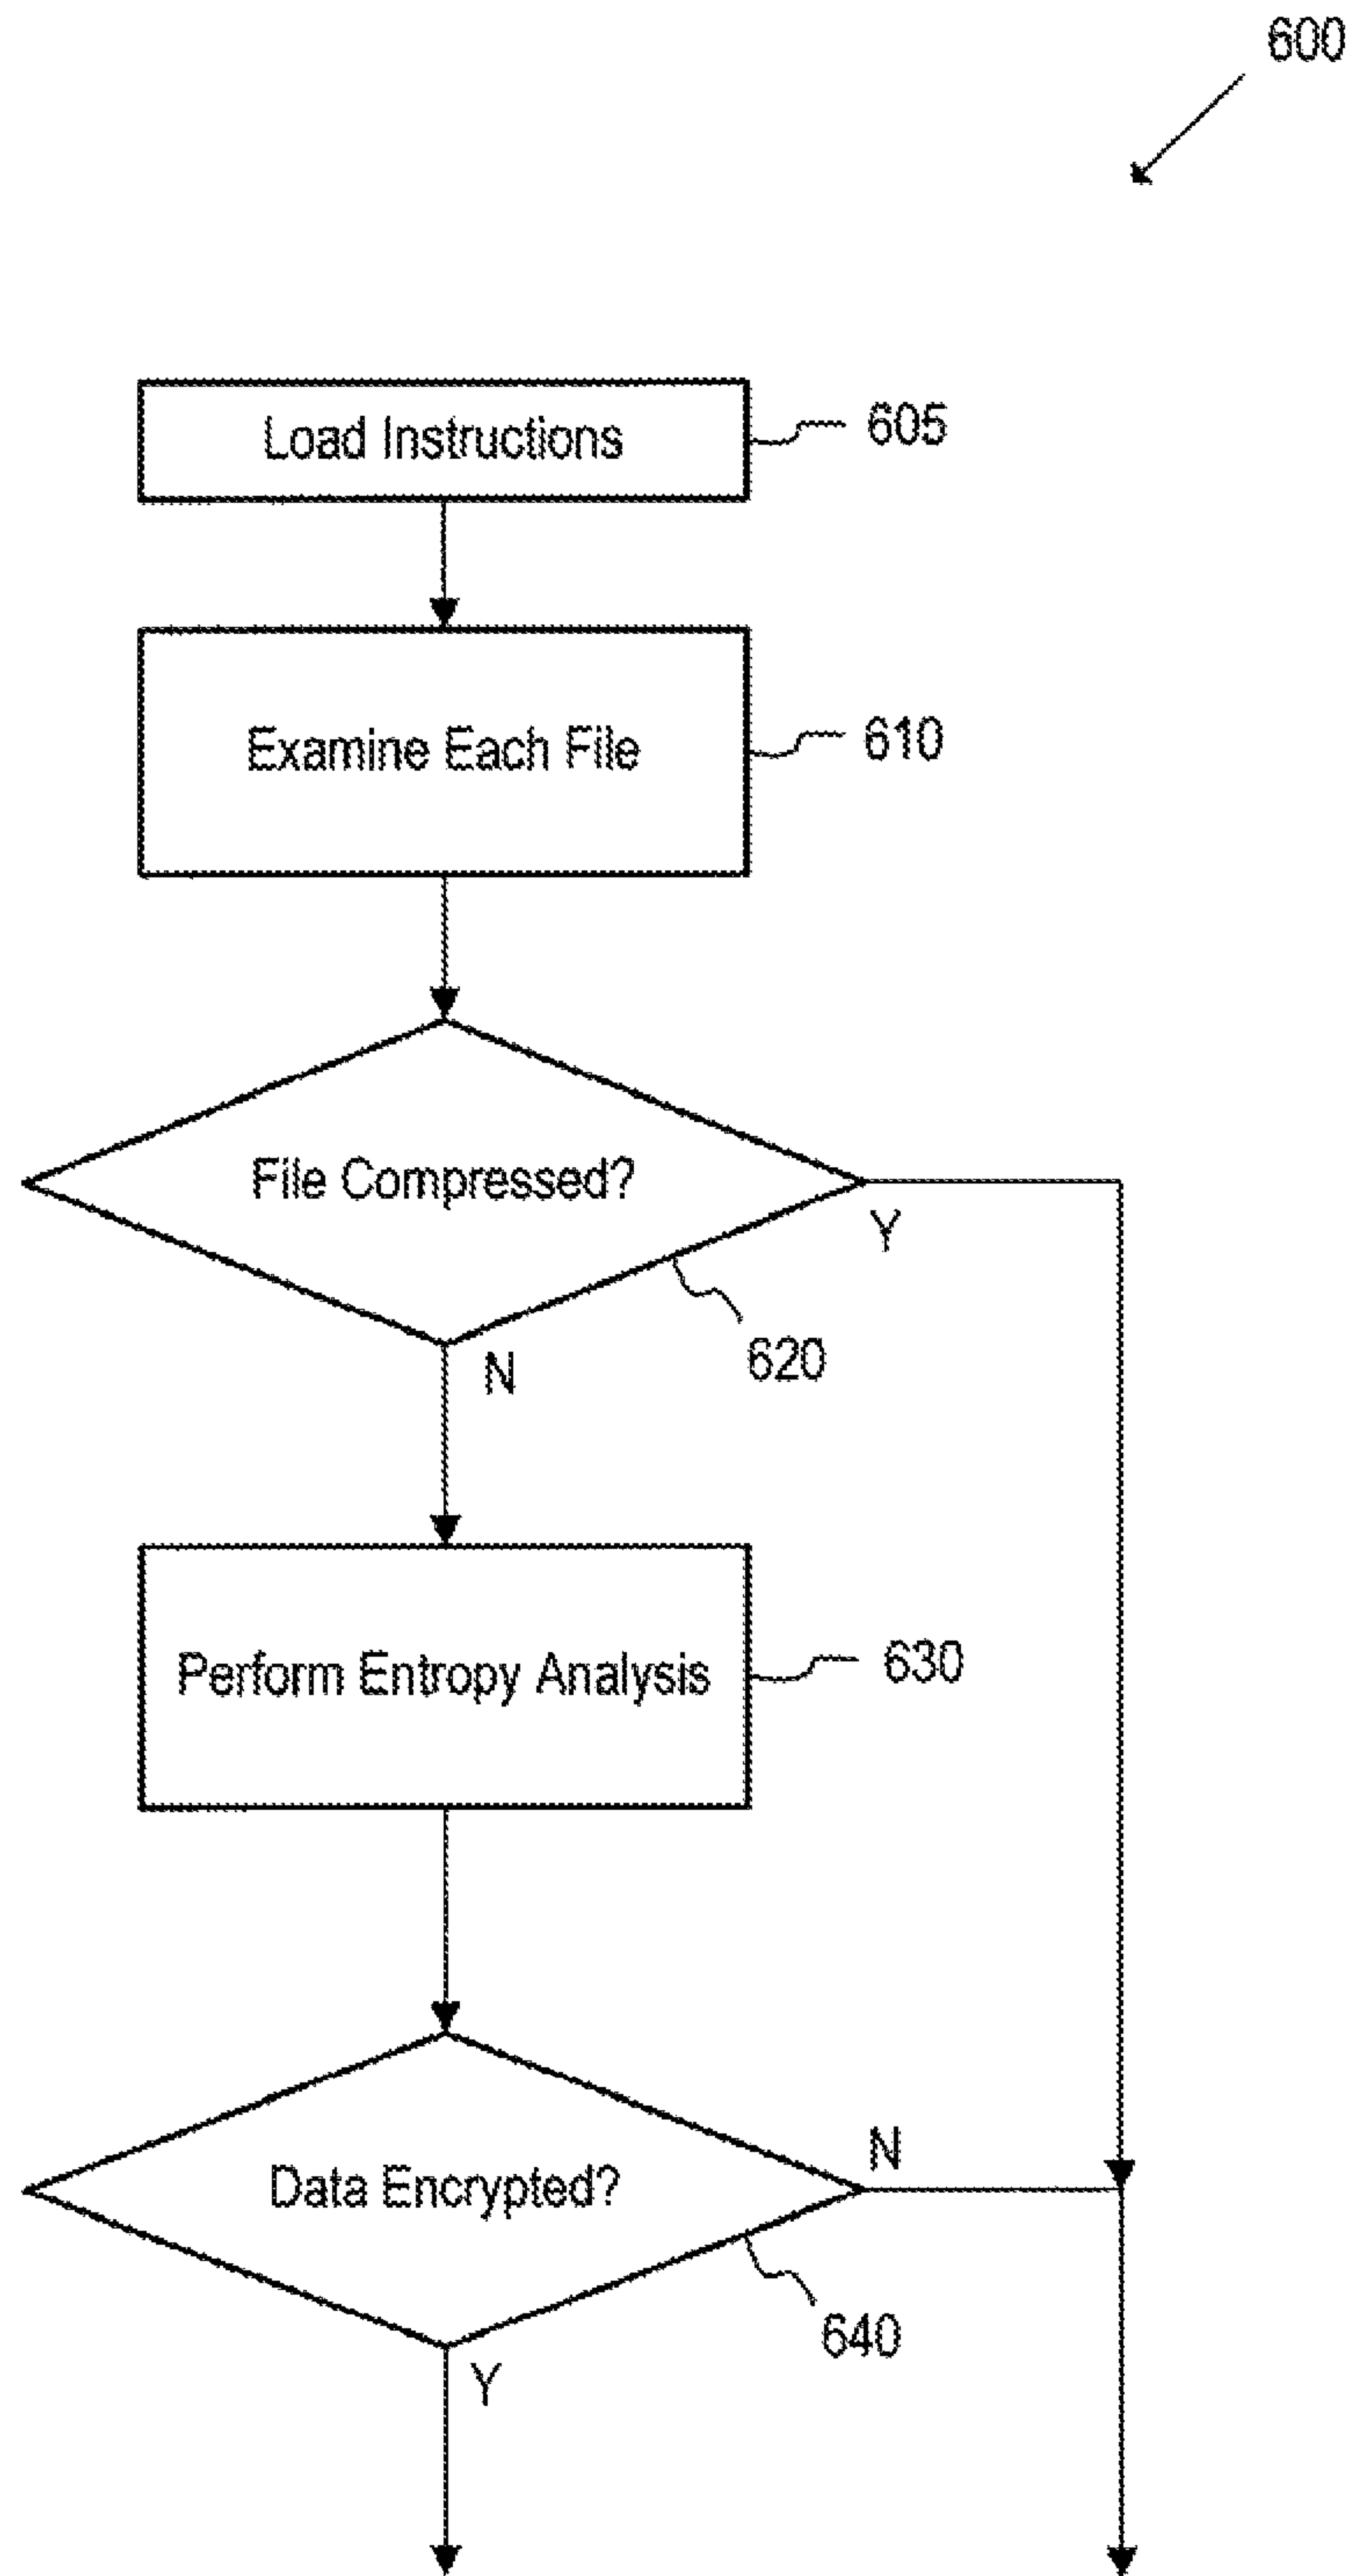 600
Load Instructions
605
Examine Each File
610
File Compressed?
Y
620
N
Perform Entropy Analysis
630
N
Data Encrypted?
640
Y